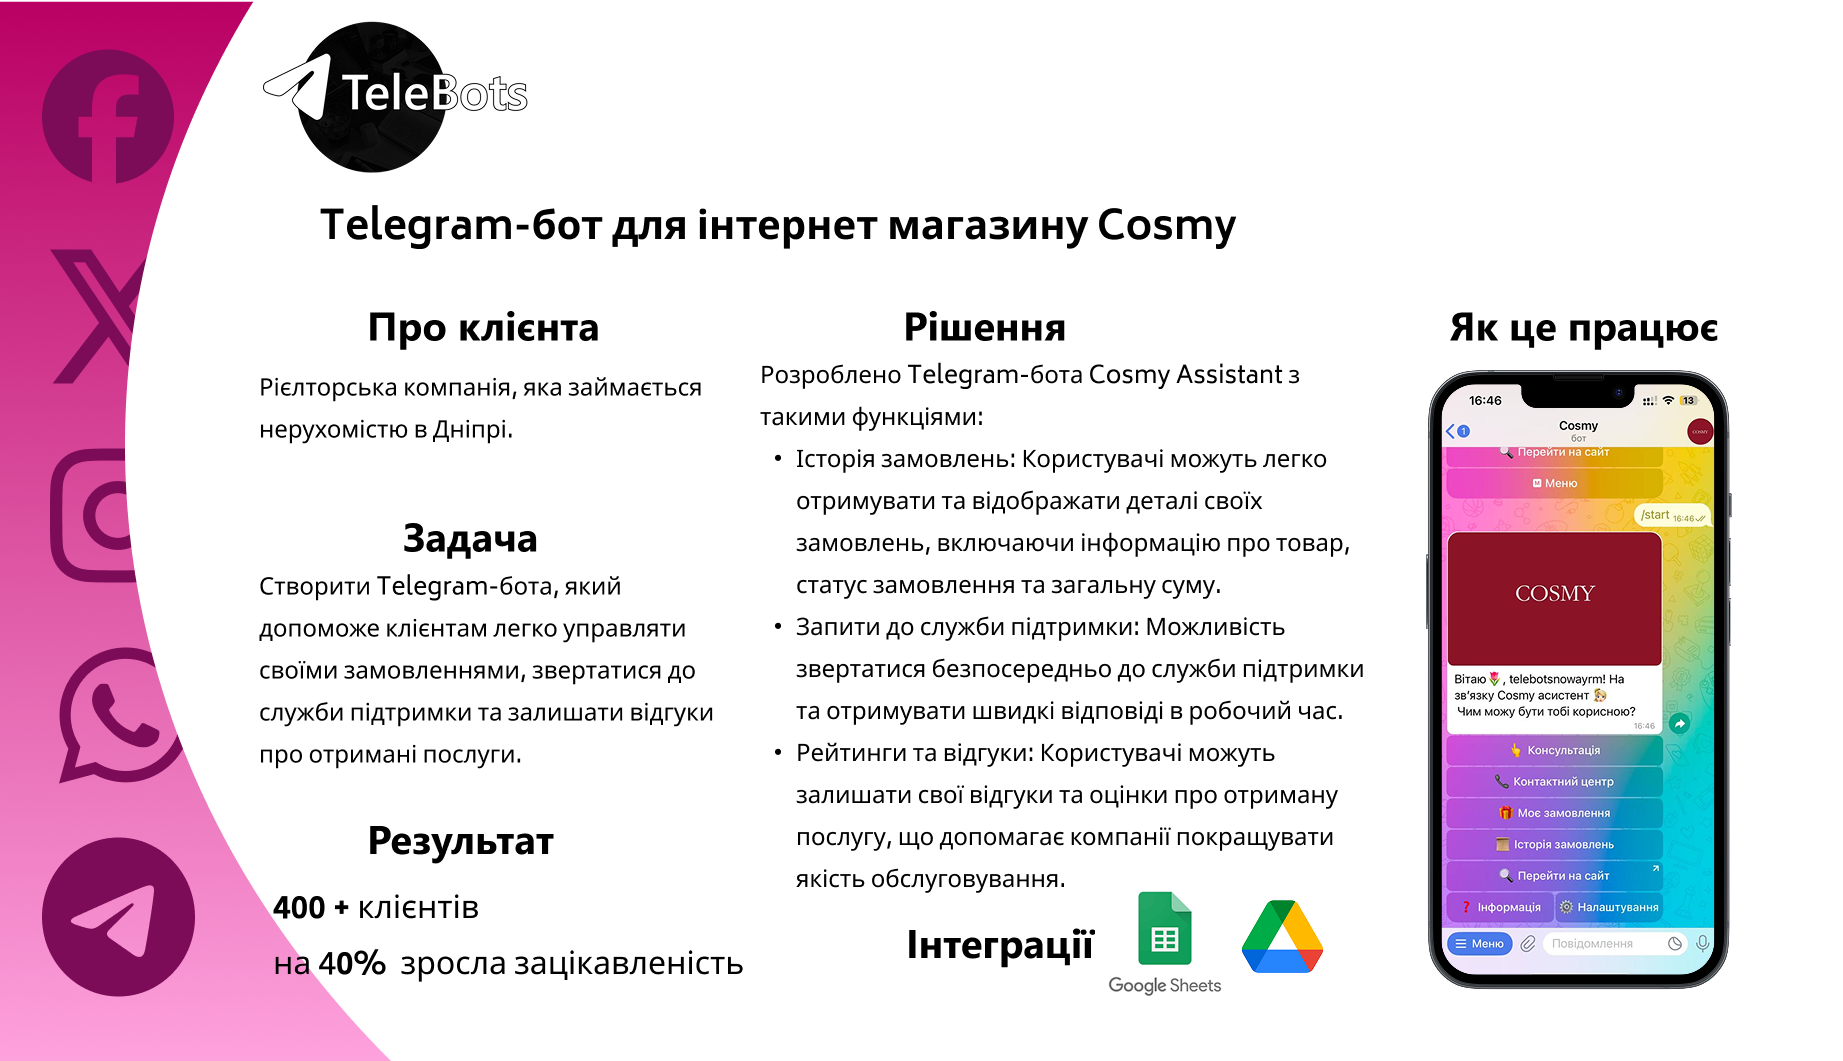 TeleBots
Telegram-бот для інтернет магазину Cosmy
Про клієнта
Рієлторська компанія, яка займається
нерухомістю в Дніпрі.
Задача
Створити Telegram-бота, який
допоможе клієнтам легко управляти
своїми замовленнями, звертатися до
служби підтримки та залишати відгуки
про отримані послуги.
Результат
400 + клієнтів
на 40% зросла зацікавленість
Рішення
Розроблено Telegram-бота Cosmy Assistant з
такими функціями:
• Історія замовлень: Користувачі можуть легко
отримувати та відображати деталі своїх
замовлень, включаючи інформацію про товар,
статус замовлення та загальну суму.
• Запити до служби підтримки: Можливість
звертатися безпосередньо до служби підтримки
та отримувати швидкі відповіді в робочий час.
• Рейтинги та відгуки: Користувачі можуть
залишати свої відгуки та оцінки про отриману
послугу, що допомагає компанії покращувати
якість обслуговування.
Інтеграції
Google Sheets
Як це працює
16:46
13
1
Cosmy
бот
COSMY
Перейти на сайт
Меню
/start 16:46
COSMY
Вітаю🌷, telebotsnowayrm! На
зв'язку Cosmy асистент
Чим можу бути тобі корисною?
16:46
Консультація
Контактний центр
Моє замовлення
Історія замовлень
Перейти на сайт
Інформація
Налаштування
Меню
Повідомлення